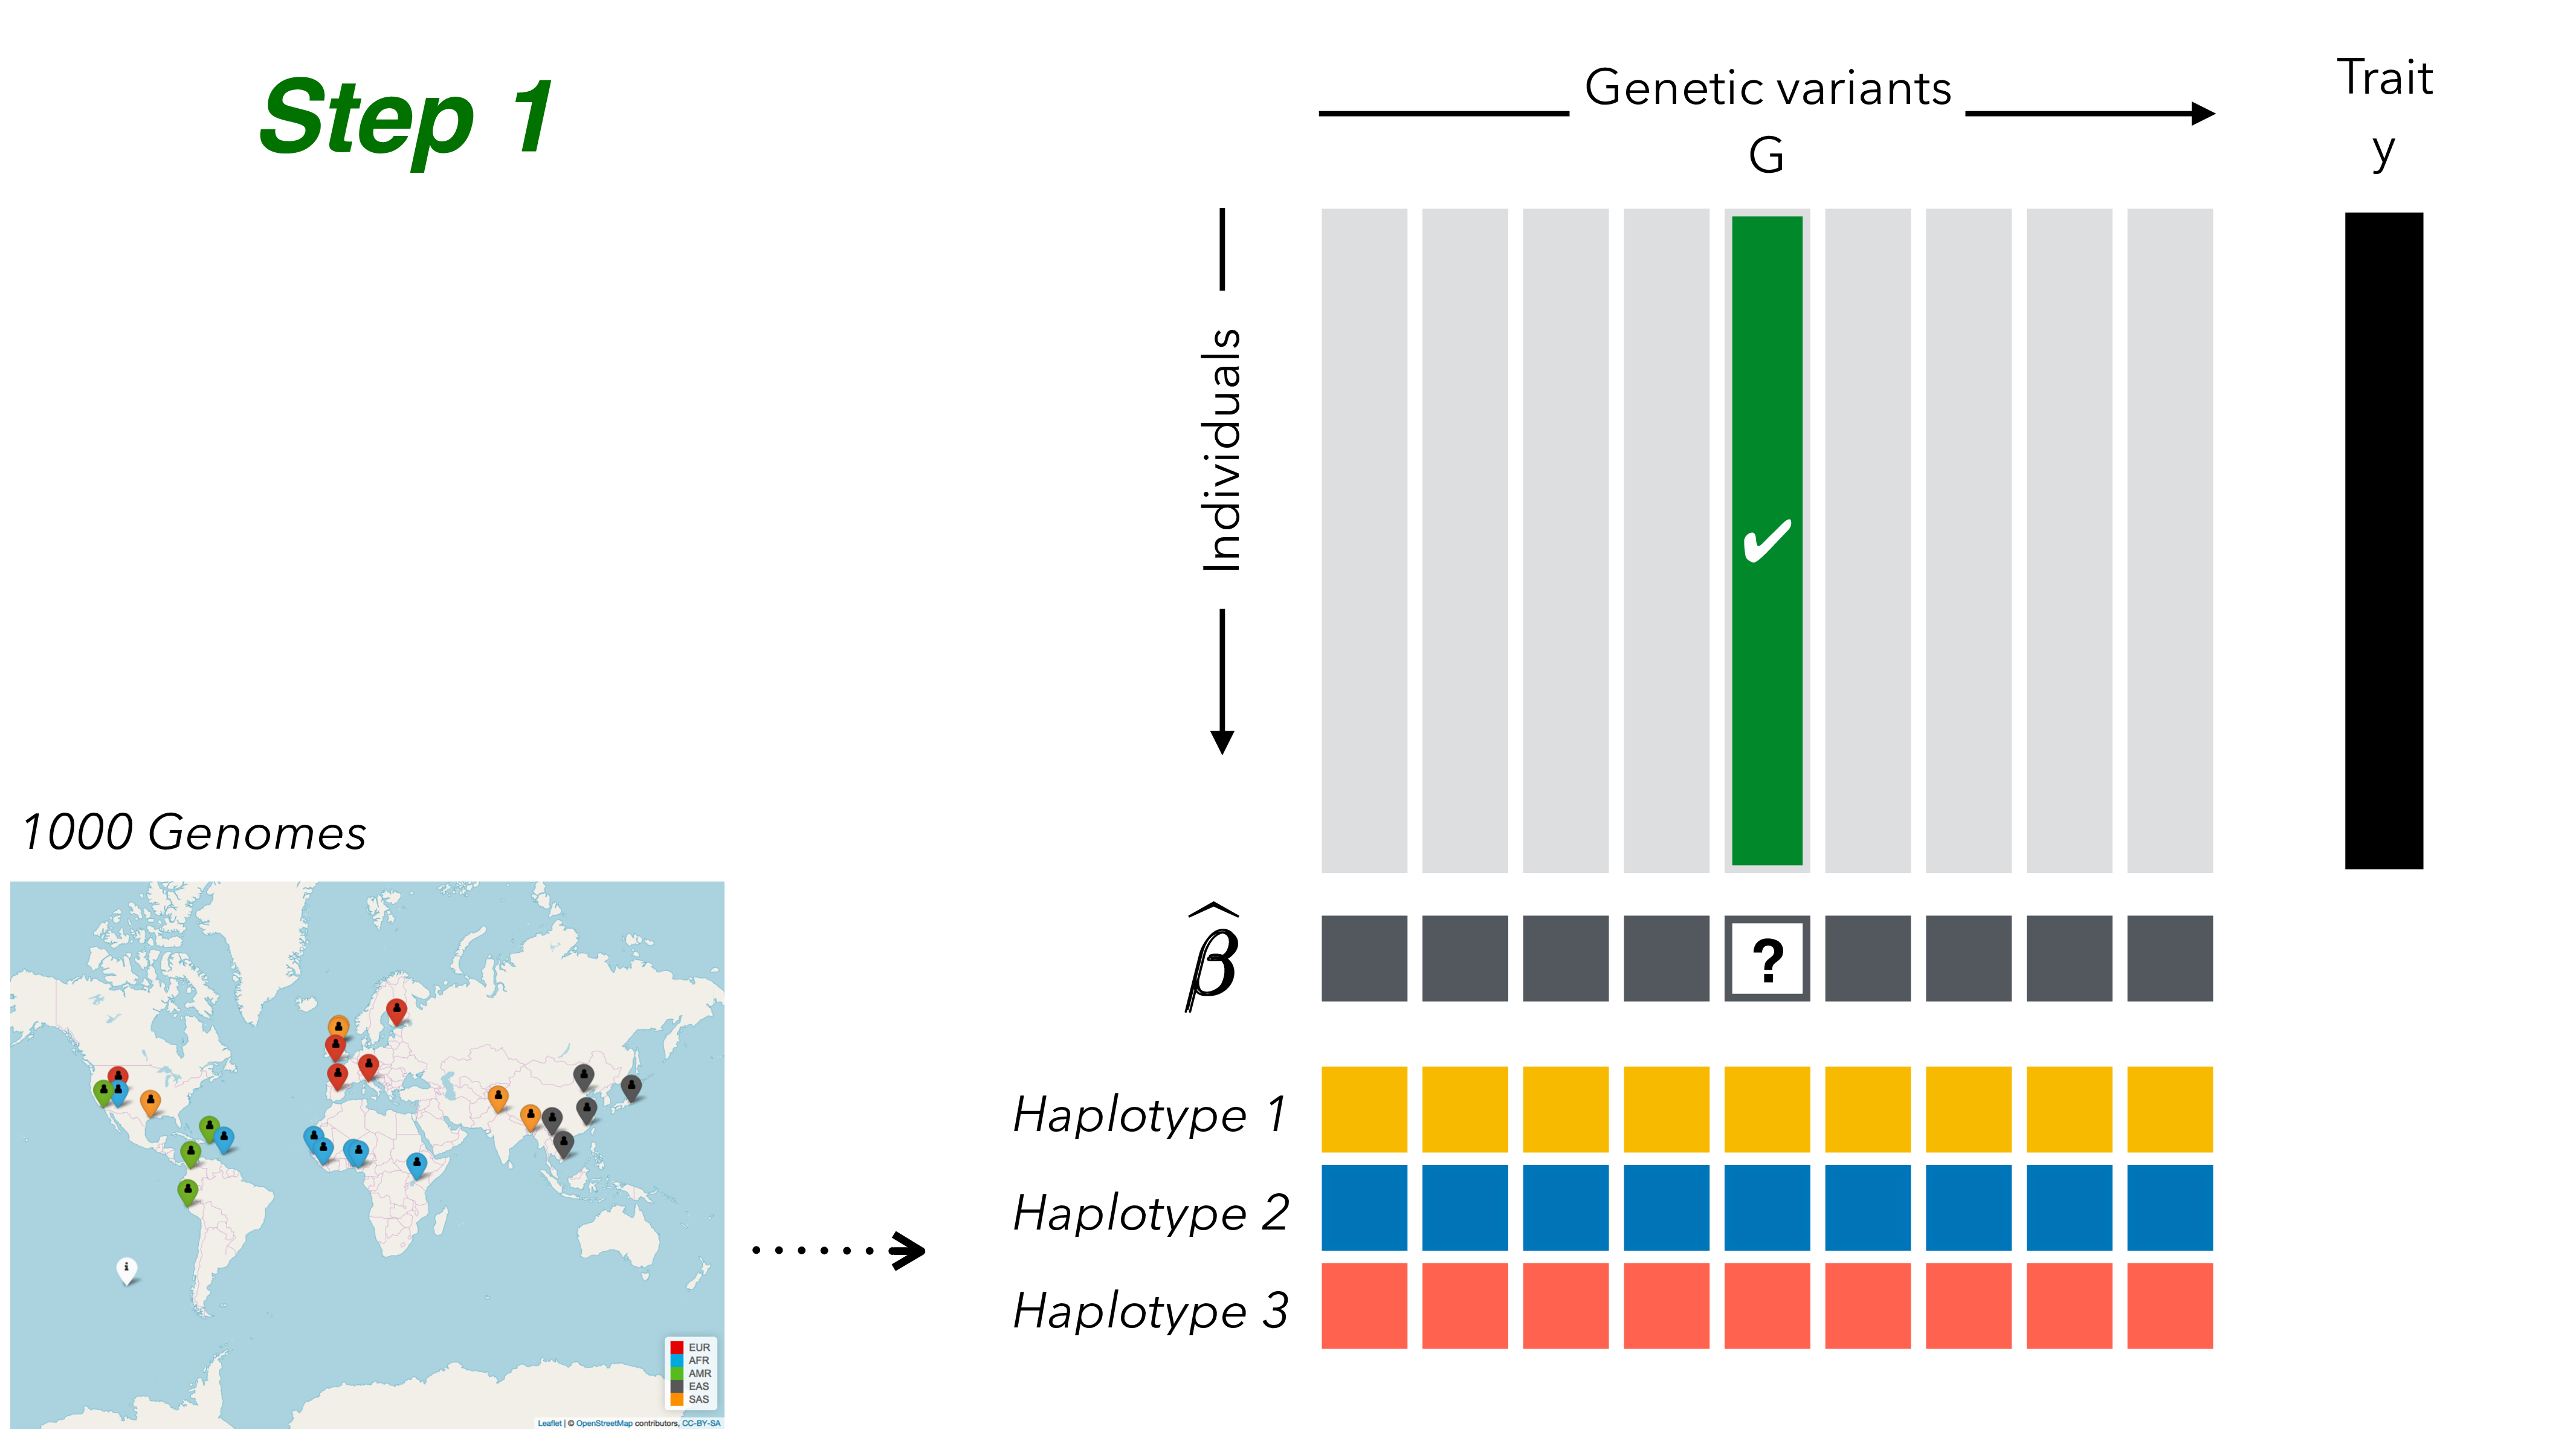 Step 1
Genetic variants
G
Trait
y
Individuals
✔
1000 Genomes
β̂
?
Haplotype 1
Haplotype 2
Haplotype 3
i
EUR
AFR
AMR
EAS
SAS
Leaflet | © OpenStreetMap contributors, CC-BY-SA